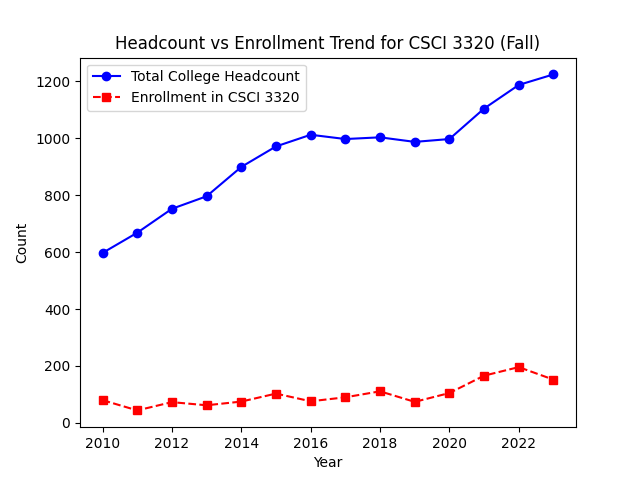 Headcount vs Enrollment Trend for CSCI 3320 (Fall)
Total College Headcount
Enrollment in CSCI 3320
1200
1000
800
600
400
200
0
Count
2010 2012 2014 2016 2018 2020 2022
Year